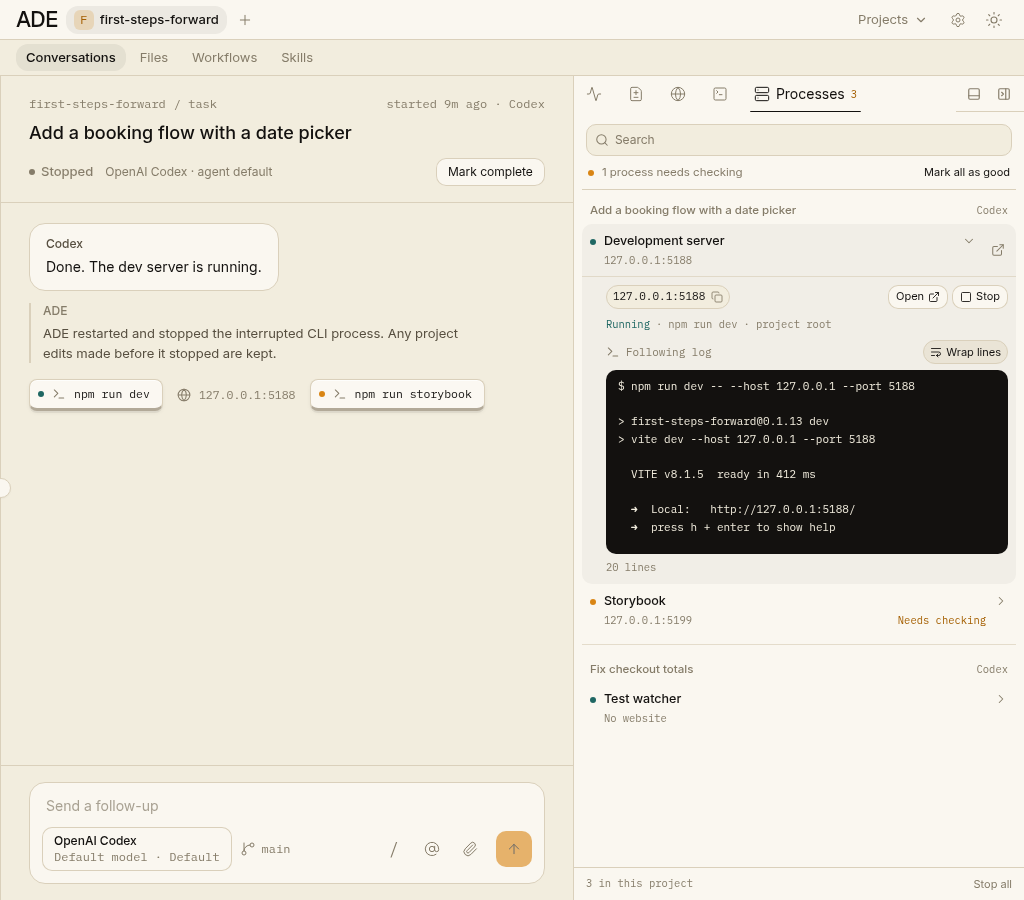 ADE
F first-steps-forward
Projects
Conversations Files Workflows Skills
first-steps-forward / task
started 9m ago · Codex
Add a booking flow with a date picker
Stopped OpenAI Codex · agent default
Mark complete
Codex
Done. The dev server is running.
ADE
ADE restarted and stopped the interrupted CLI process. Any project
edits made before it stopped are kept.
npm run dev 127.0.0.1:5188 npm run storybook
Send a follow-up
OpenAI Codex
Default model · Default
main
/ @
Processes 3
Search
1 process needs checking
Mark all as good
Add a booking flow with a date picker
Codex
Development server
127.0.0.1:5188
127.0.0.1:5188
Open
Stop
Running · npm run dev · project root
Following log
Wrap lines
$ npm run dev -- --host 127.0.0.1 --port 5188
> first-steps-forward@0.1.13 dev
> vite dev --host 127.0.0.1 --port 5188
VITE v8.1.5 ready in 412 ms
➜ Local: http://127.0.0.1:5188/
➜ press h + enter to show help
20 lines
Storybook
127.0.0.1:5199
Needs checking
Fix checkout totals
Codex
Test watcher
No website
3 in this project
Stop all